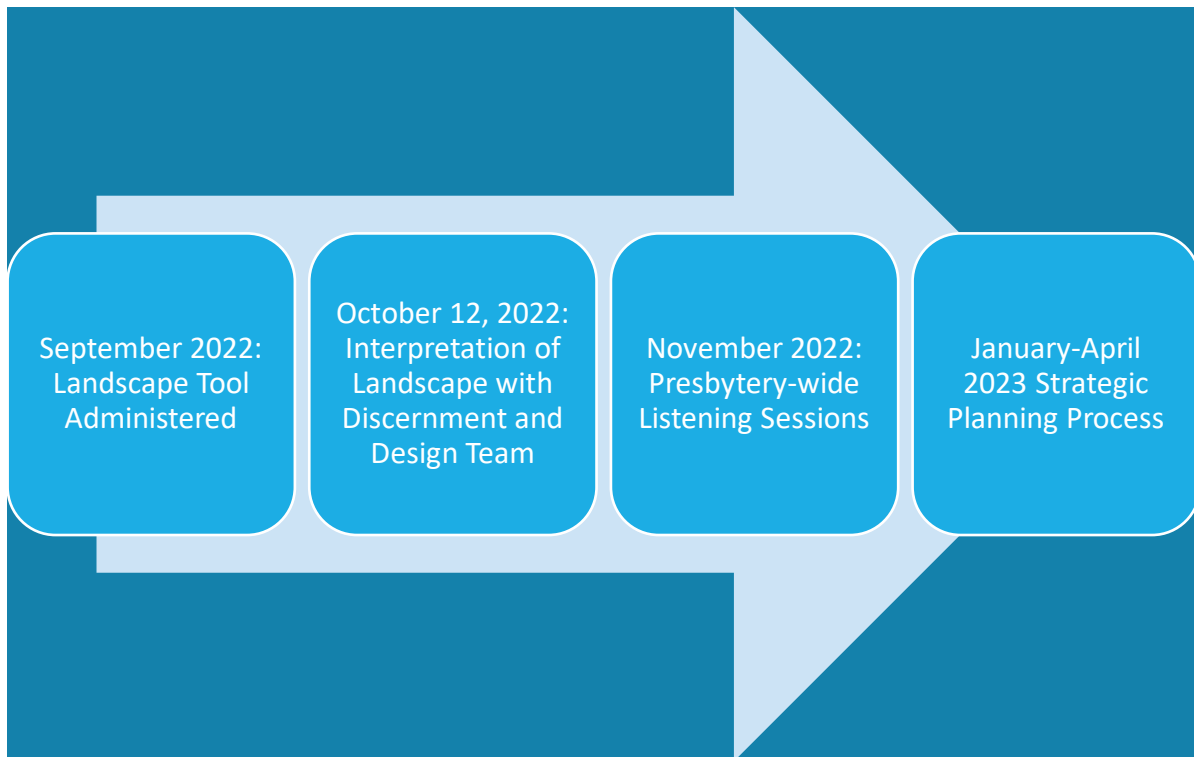 September 2022:
Landscape Tool
Administered
October 12, 2022:
Interpretation of
Landscape with
Discernment and
Design Team
November 2022:
Presbytery-wide
Listening Sessions
January-April
2023 Strategic
Planning Process